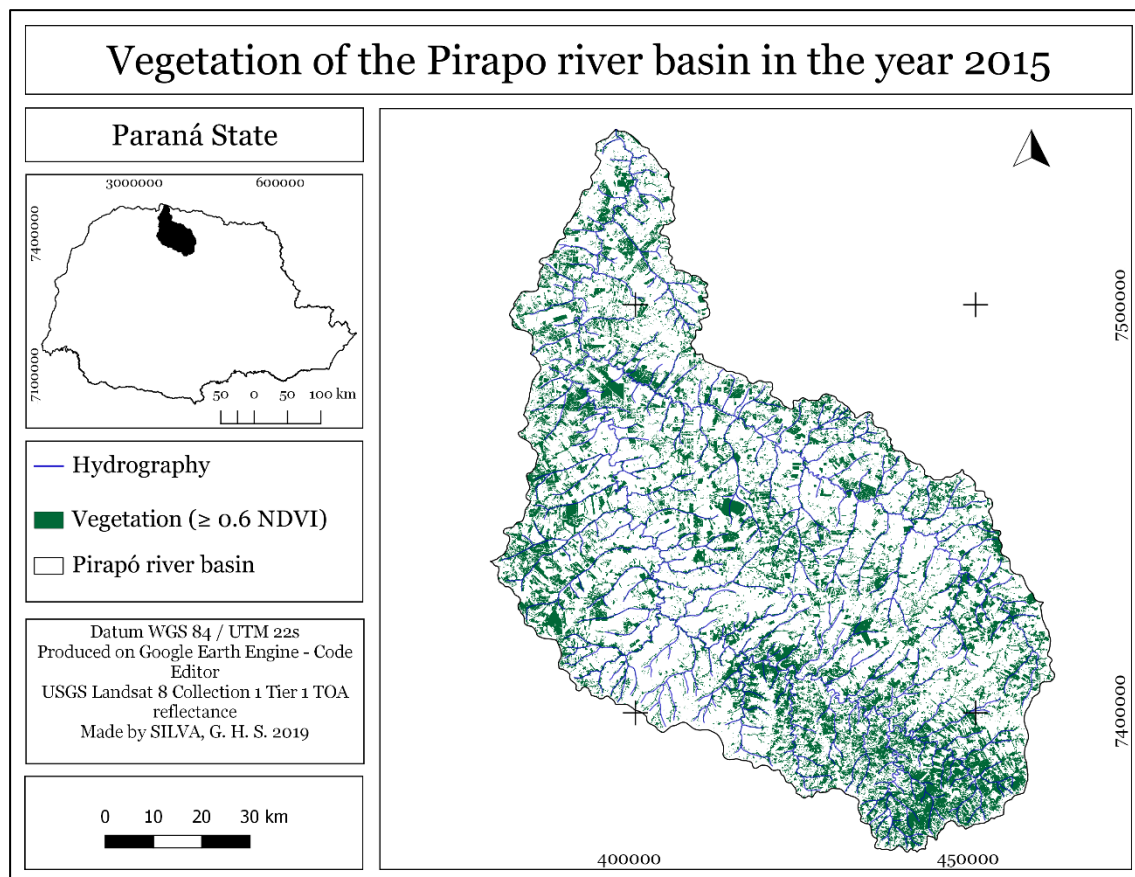 Vegetation of the Pirapo river basin in the year 2015
Paraná State
3000000 600000
7400000
7100000
50 0 50 100 km
Hydrography
Vegetation (≥ 0.6 NDVI)
Pirapó river basin
Datum WGS 84 / UTM 22s
Produced on Google Earth Engine - Code
Editor
USGS Landsat 8 Collection 1 Tier 1 TOA
reflectance
Made by SILVA, G. H. S. 2019
0 10 20 30 km
7500000
7400000
400000 450000